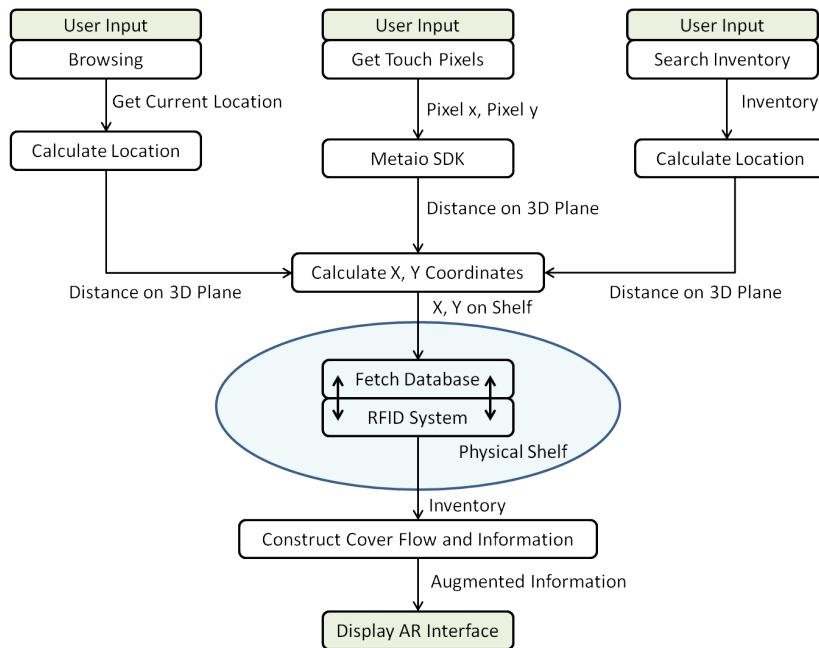 User Input
User Input
User Input
Browsing
Get Touch Pixels
Search Inventory
Get Current Location
Pixel x, Pixel y
Inventory
Calculate Location
Metaio SDK
Calculate Location
Distance on 3D Plane
Calculate X, Y Coordinates
Distance on 3D Plane
Distance on 3D Plane
X, Y on Shelf
Fetch Database
RFID System
Physical Shelf
Inventory
Construct Cover Flow and Information
Augmented Information
Display AR Interface